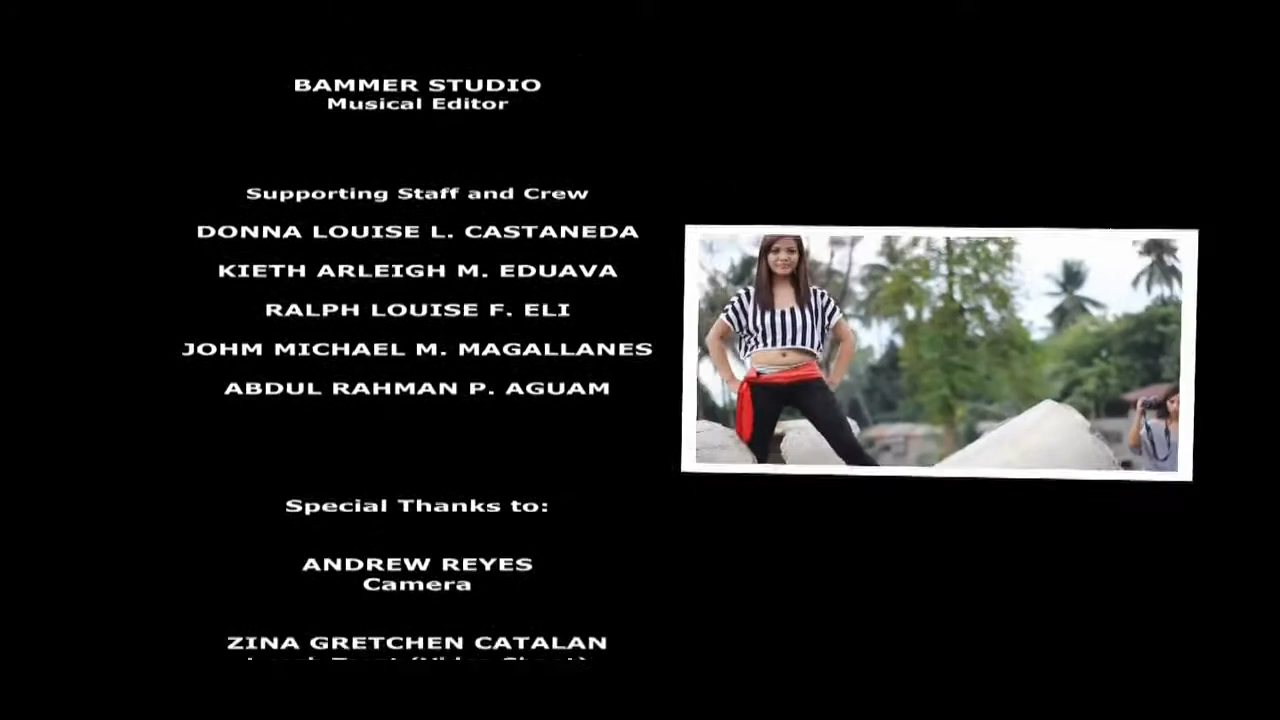 BAMMER STUDIO
Musical Editor
Supporting Staff and Crew
DONNA LOUISE L. CASTANEDA
KIETH ARLEIGH M. EDUAVA
RALPH LOUISE F. ELI
JOHM MICHAEL M. MAGALLANES
ABDUL RAHMAN P. AGUAM
Special Thanks to:
ANDREW REYES
Camera
ZINA GRETCHEN CATALAN